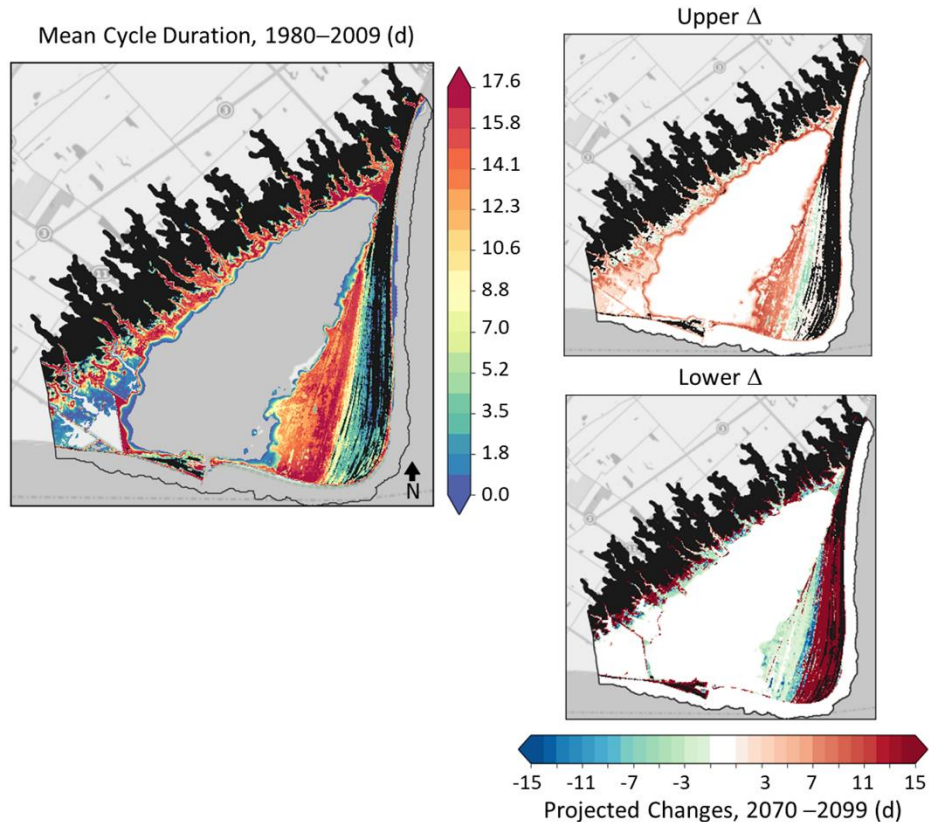 Mean Cycle Duration, 1980–2009 (d)
17.6
15.8
14.1
12.3
10.6
8.8
7.0
5.2
3.5
1.8
0.0
N
3
3
Upper Δ
Lower Δ
-15 -11 -7 -3 3 7 11 15
Projected Changes, 2070 –2099 (d)